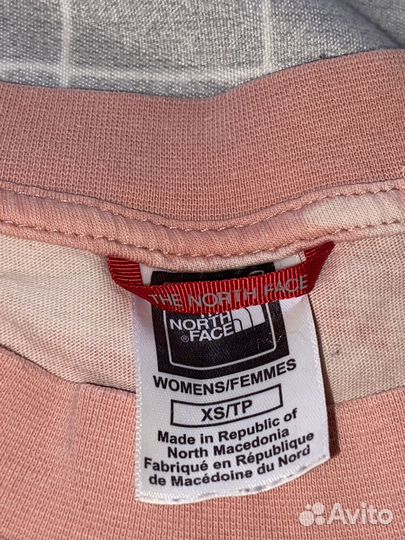 THE NORTH FACE
NORTH
FACE
WOMENS/FEMMES
XS/TP
Made in Republic of
North Macedonia
Fabriqué en République
de Macédoine du Nord
Avito